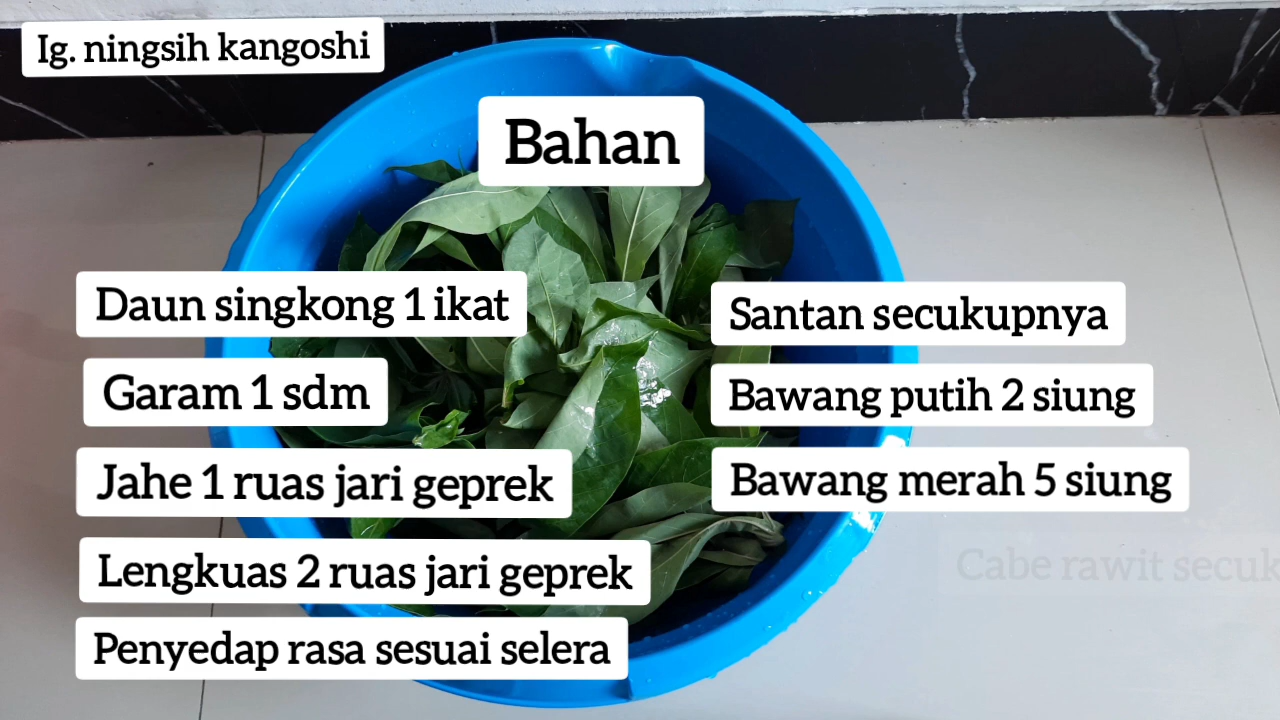 Ig. ningsih kangoshi
Bahan
Daun singkong 1 ikat
Garam 1 sdm
Jahe 1 ruas jari geprek
Lengkuas 2 ruas jari geprek
Penyedap rasa sesuai selera
Santan secukupnya
Bawang putih 2 siung
Bawang merah 5 siung
Cabe rawit secuk